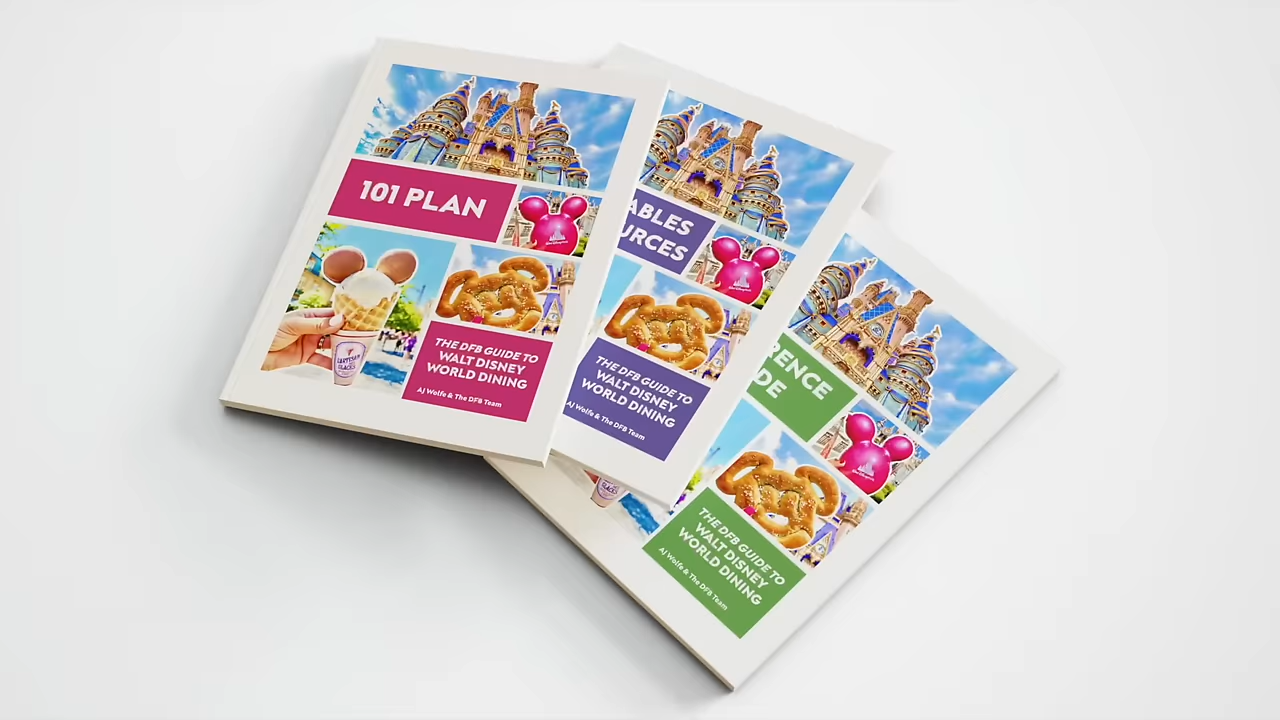 101 PLAN
THE DFB GUIDE TO
WALT DISNEY
WORLD DINING
AJ Wolfe & The DFB Team
ABLES
URCES
THE DFB GUIDE TO
WALT DISNEY
WORLD DINING
AJ Wolfe & The DFB Team
RENCE
DE
THE DFB GUIDE TO
WALT DISNEY
WORLD DINING
AJ Wolfe & The DFB Team